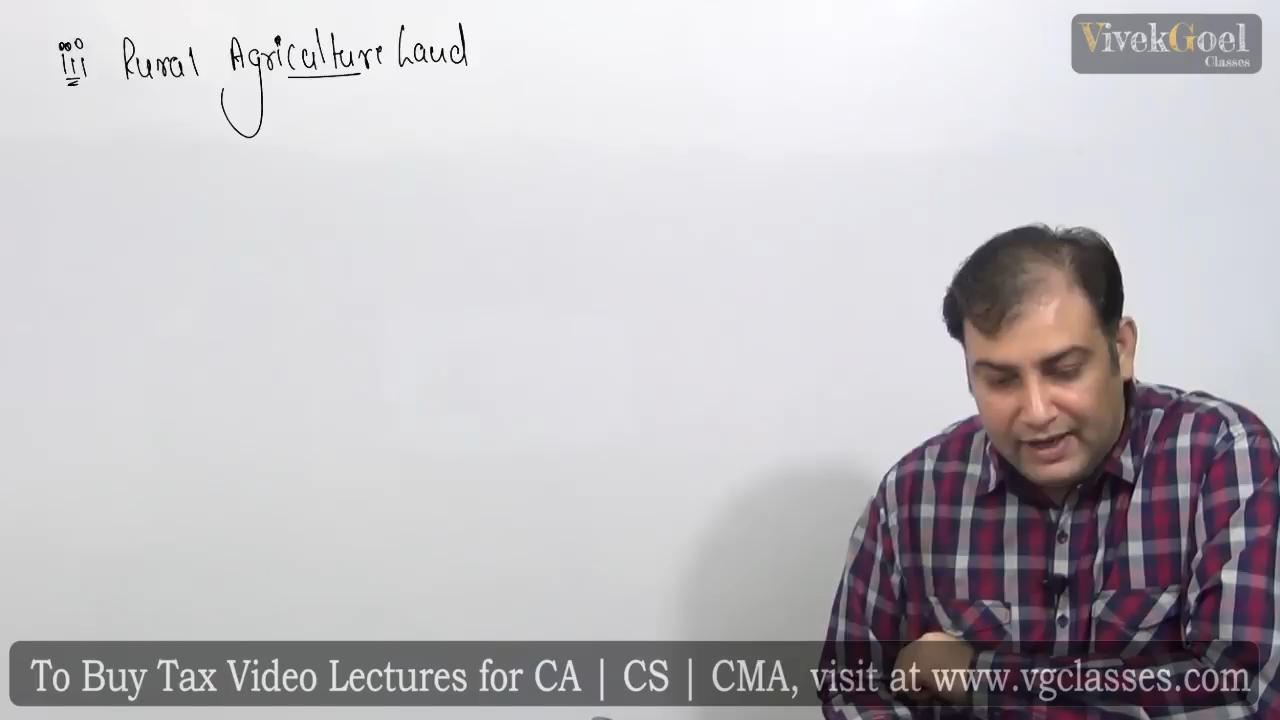 iii Rural Agriculture Land
VivekGoel
Classes
To Buy Tax Video Lectures for CA | CS | CMA, visit at www.vgclasses.com